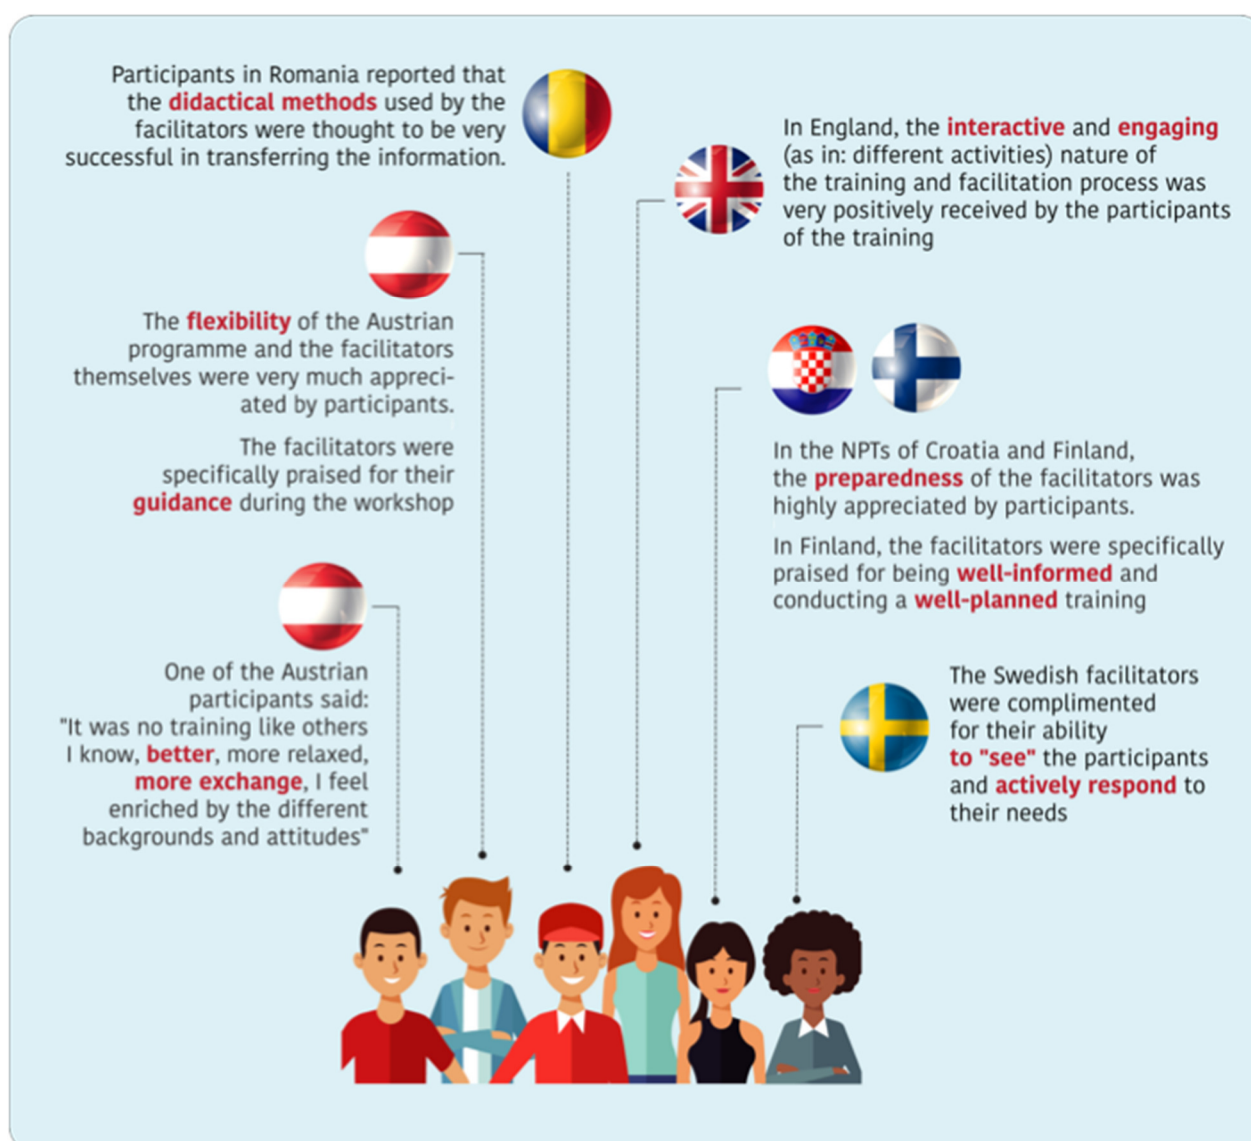 Participants in Romania reported that
the didactical methods used by the
facilitators were thought to be very
successful in transferring the information.
In England, the interactive and engaging
(as in: different activities) nature of
the training and facilitation process was
very positively received by the participants
of the training
The flexibility of the Austrian
programme and the facilitators
themselves were very much appreci-
ated by participants.
The facilitators were
specifically praised for their
guidance during the workshop
In the NPTs of Croatia and Finland,
the preparedness of the facilitators was
highly appreciated by participants.
In Finland, the facilitators were specifically
praised for being well-informed and
conducting a well-planned training
One of the Austrian
participants said:
"It was no training like others
I know, better, more relaxed,
more exchange, I feel
enriched by the different
backgrounds and attitudes"
The Swedish facilitators
were complimented
for their ability
to "see" the participants
and actively respond to
their needs